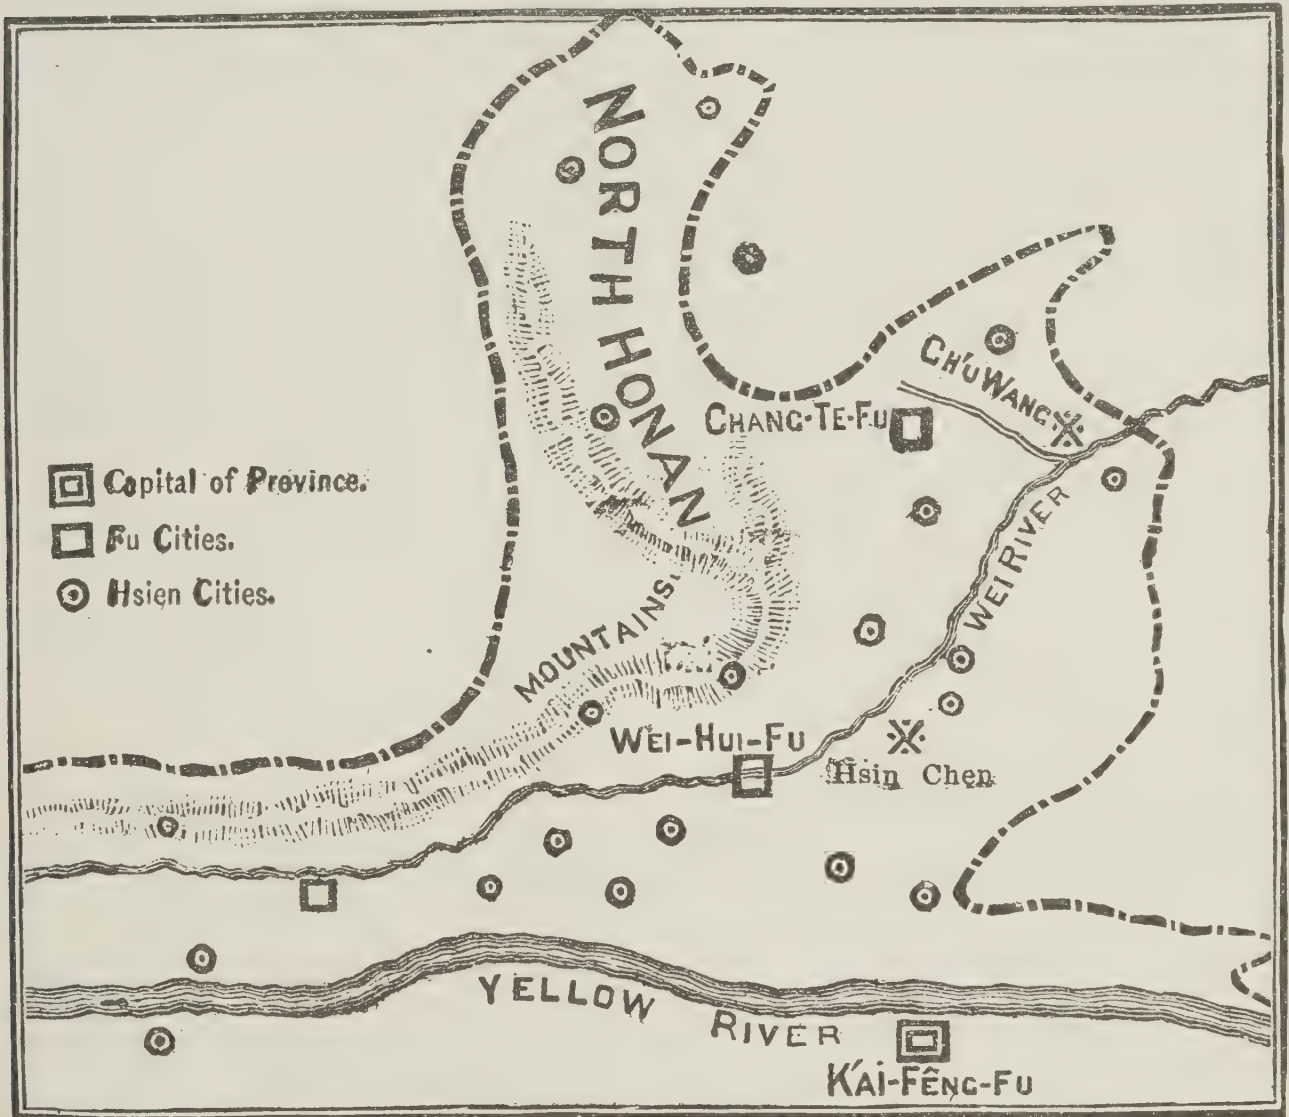 NORTH HONAN
CH'U WANG
CHANG-TE-FU
Capital of Province.
Fu Cities.
Hsien Cities.
WEI RIVER
MOUNTAINS
WEI-HUI-FU
Hsin Chen
YELLOW RIVER
K'AI-FÊNG-FU